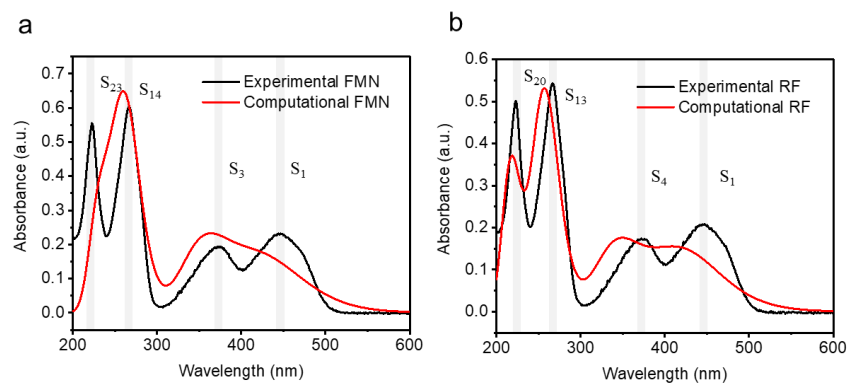 a
S23
S14
Experimental FMN
Computational FMN
S3
S1
Absorbance (a.u.)
0.7
0.6
0.5
0.4
0.3
0.2
0.1
0.0
200 300 400 500 600
Wavelength (nm)
b
S20
S13
Experimental RF
Computational RF
S4
S1
Absorbance (a.u.)
0.6
0.5
0.4
0.3
0.2
0.1
0.0
200 300 400 500 600
Wavelength (nm)